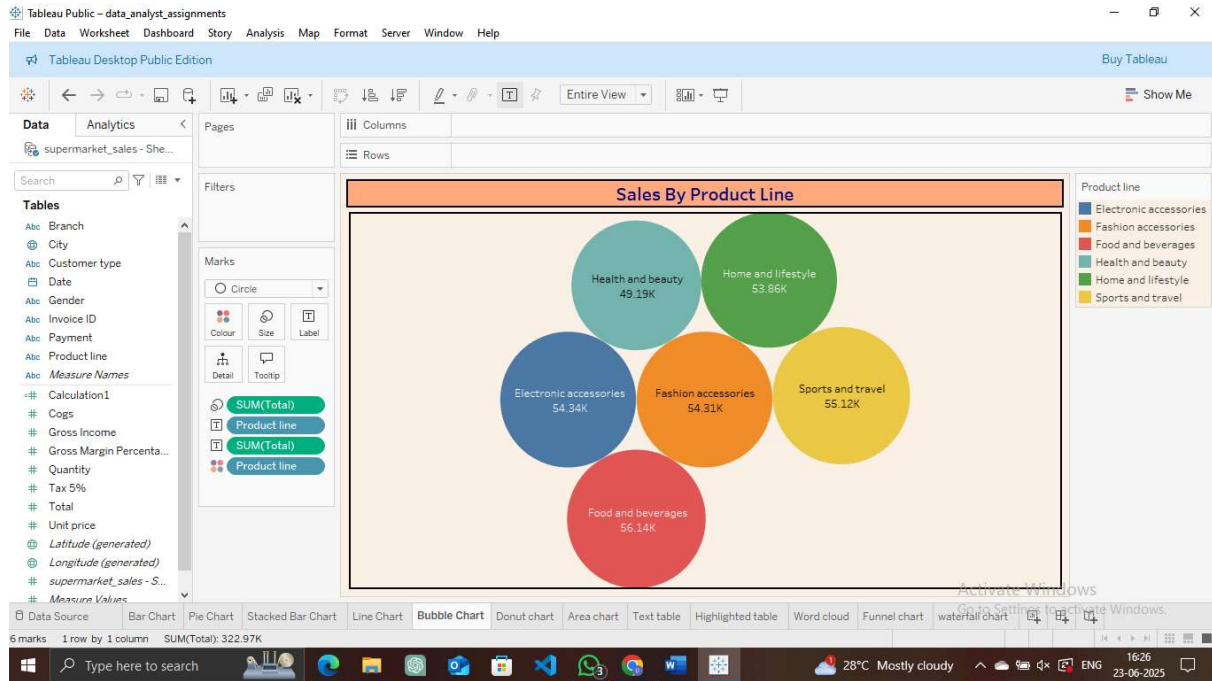 Tableau Public – data_analyst_assignments
File Data Worksheet Dashboard Story Analysis Map Format Server Window Help
Tableau Desktop Public Edition
Buy Tableau
Entire View
Show Me
Data Analytics
supermarket_sales - She...
Search
Tables
Abc Branch
City
Abc Customer type
Date
Abc Gender
Abc Invoice ID
Abc Payment
Abc Product line
Abc Measure Names
=# Calculation1
# Cogs
# Gross Income
# Gross Margin Percenta...
# Quantity
# Tax 5%
# Total
# Unit price
Latitude (generated)
Longitude (generated)
# supermarket_sales - S...
# Measure Values
Pages
Filters
Marks
Circle
Colour Size Label
Detail Tooltip
SUM(Total)
T Product line
T SUM(Total)
Product line
iii Columns
Rows
Sales By Product Line
Health and beauty
49.19K
Home and lifestyle
53.86K
Electronic accessories
54.34K
Fashion accessories
54.31K
Sports and travel
55.12K
Food and beverages
56.14K
Product line
Electronic accessories
Fashion accessories
Food and beverages
Health and beauty
Home and lifestyle
Sports and travel
Activate Windows
Go to Settings to activate Windows.
Data Source Bar Chart Pie Chart Stacked Bar Chart Line Chart Bubble Chart Donut chart Area chart Text table Highlighted table Word cloud Funnel chart waterfall chart
6 marks 1 row by 1 column SUM(Total): 322.97K
Type here to search
3
28°C Mostly cloudy
ENG
16:26
23-06-2025